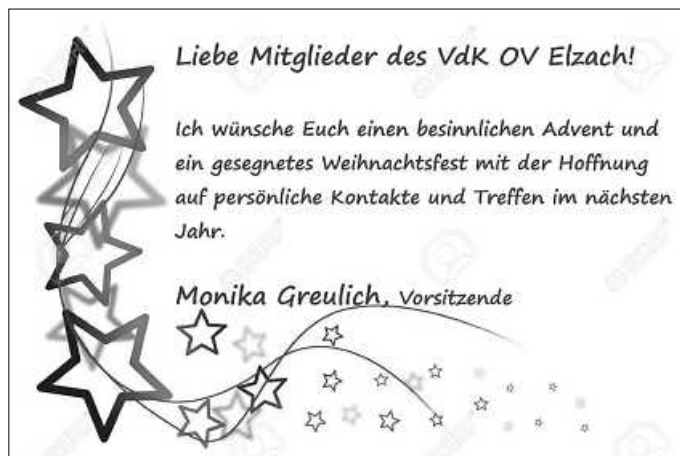 Liebe Mitglieder des VdK OV Elzach!
Ich wünsche Euch einen besinnlichen Advent und
ein gesegnetes Weihnachtsfest mit der Hoffnung
auf persönliche Kontakte und Treffen im nächsten
Jahr.
Monika Greulich, Vorsitzende